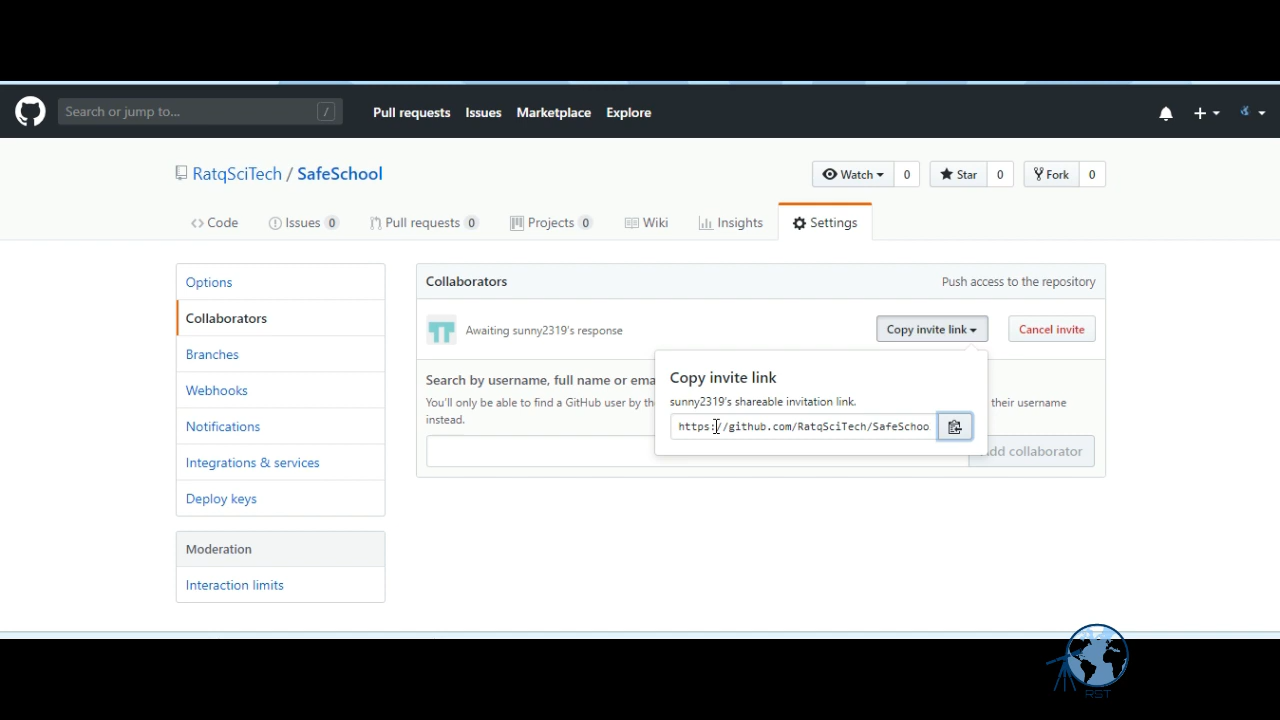 Search or jump to... /
Pull requests Issues Marketplace Explore
RatqSciTech / SafeSchool
Watch 0 Star 0 Fork 0
Code Issues 0 Pull requests 0 Projects 0 Wiki Insights Settings
Options
Collaborators
Branches
Webhooks
Notifications
Integrations & services
Deploy keys
Moderation
Interaction limits
Collaborators Push access to the repository
Awaiting sunny2319's response Copy invite link Cancel invite
Search by username, full name or ema
You'll only be able to find a GitHub user by th their username
instead.
Copy invite link
sunny2319's shareable invitation link.
https://github.com/RatqSciTech/SafeSchoo
dd collaborator
RST